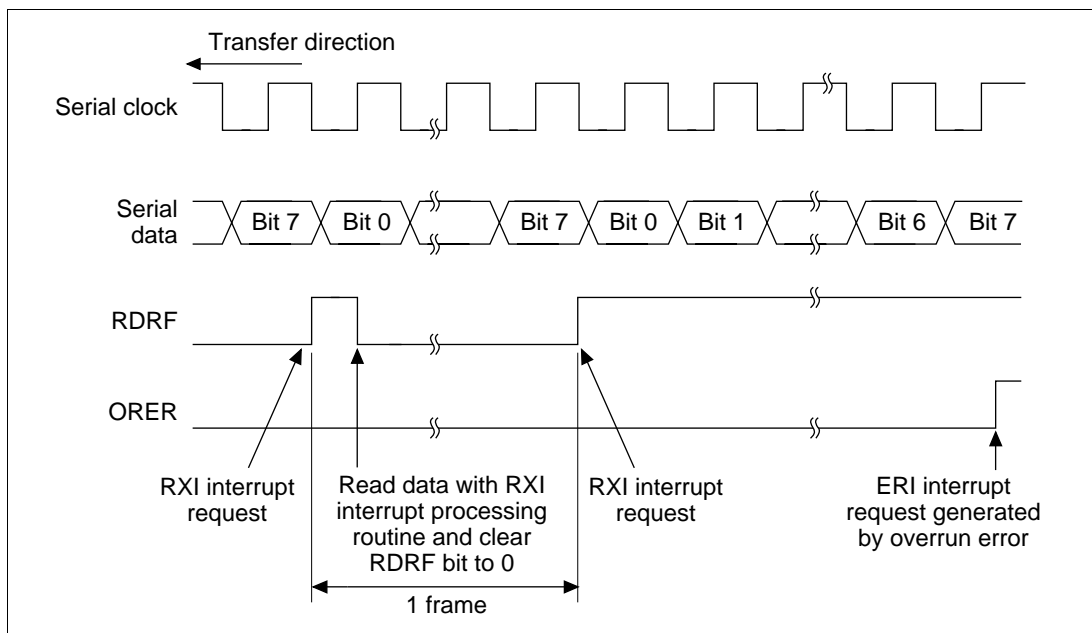 Transfer direction
Serial clock
Serial
data
Bit 7
Bit 0
Bit 7
Bit 0
Bit 1
Bit 6
Bit 7
RDRF
ORER
RXI interrupt
request
Read data with RXI
interrupt processing
routine and clear
RDRF bit to 0
RXI interrupt
request
ERI interrupt
request generated
by overrun error
1 frame